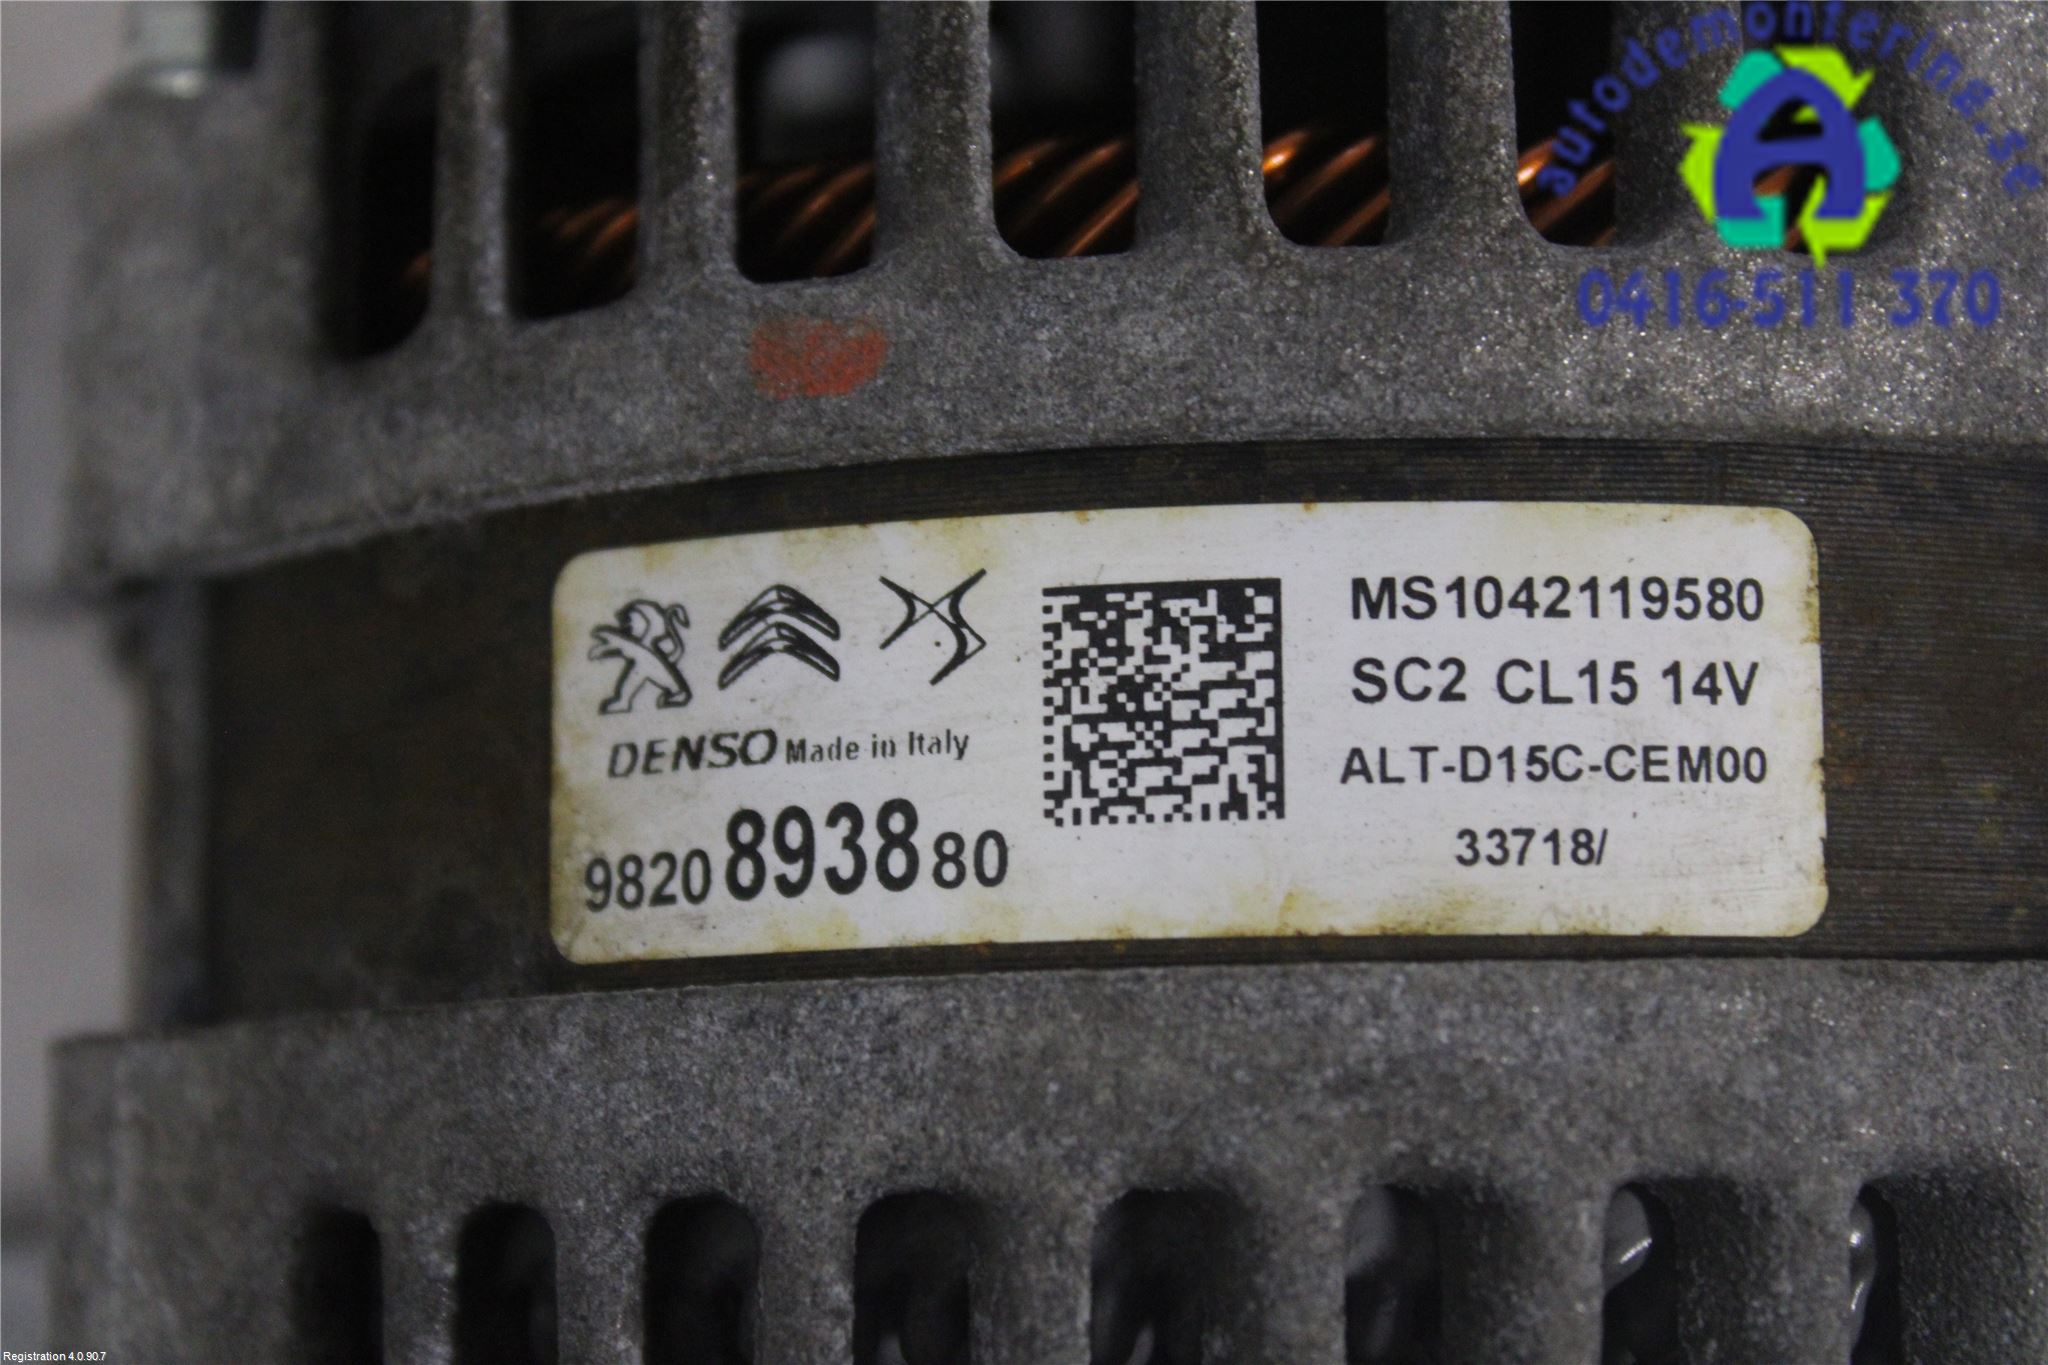 autodemontering.se
A
0416-511 370
DENSO Made in Italy
9820893880
MS1042119580
SC2 CL15 14V
ALT-D15C-CEM00
33718/
Registration 4.0.90.7